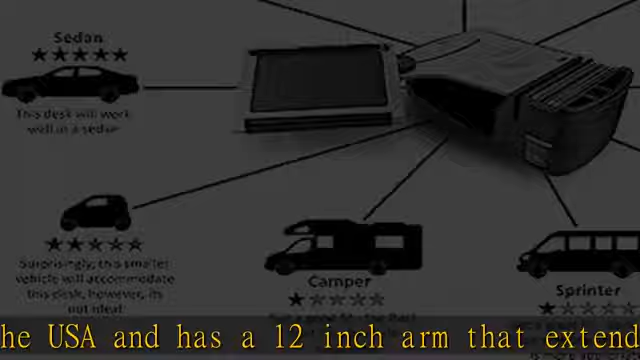 Sedan
This desk will work
well in a sedan
Surprisingly, this smaller
vehicle will accommodate
this desk, however, its
not ideal
Camper
Sprinter
he USA and has a 12 inch arm that extend